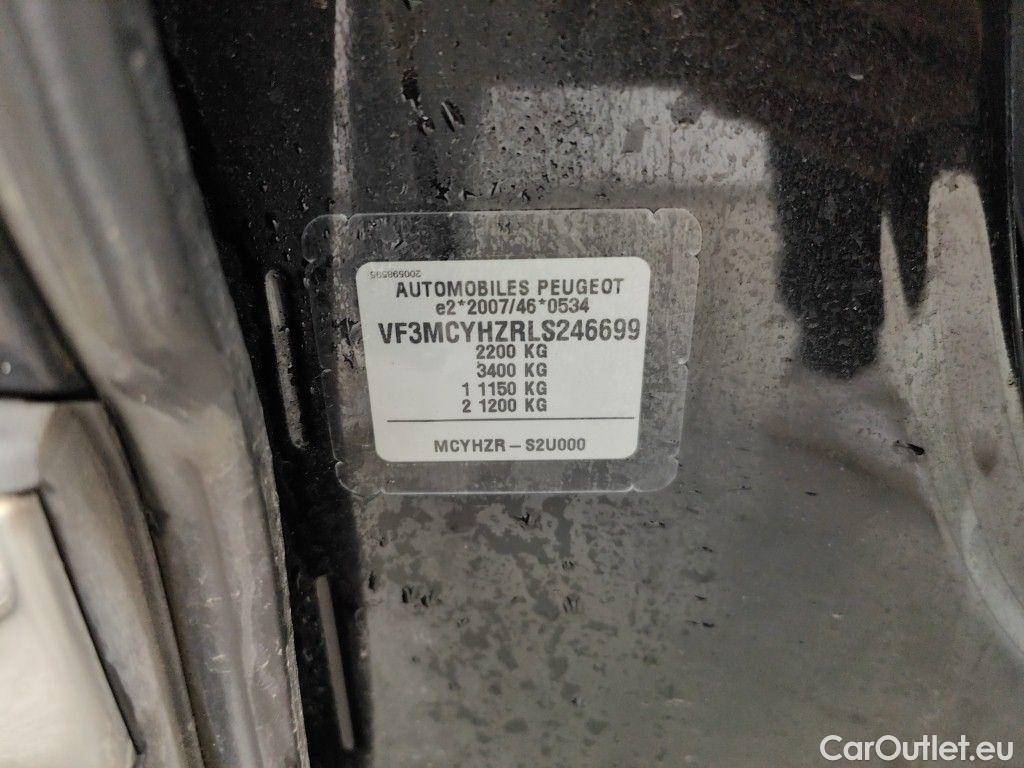 200598595
AUTOMOBILES PEUGEOT
e2*2007/46*0534
VF3MCYHZRLS246699
2200 KG
3400 KG
1 1150 KG
2 1200 KG
MCYHZR – S2U000
CarOutlet.eu